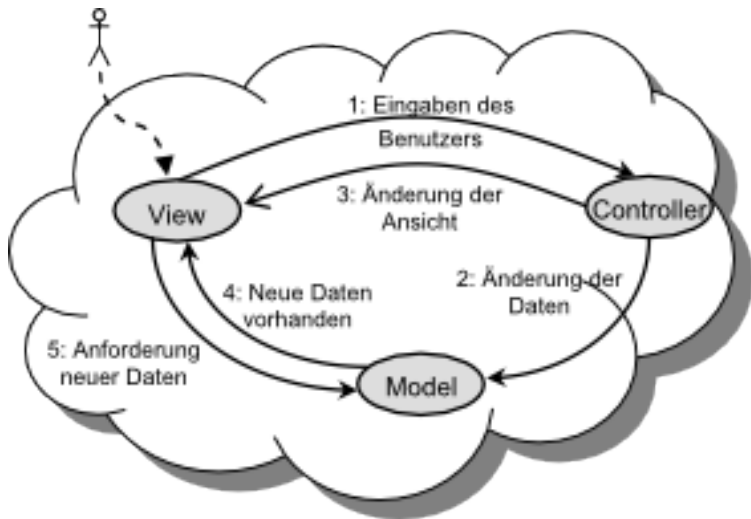 1: Eingaben des
Benutzers
View
3: Änderung der
Ansicht
Controller
2: Änderung der
Daten
4: Neue Daten
vorhanden
5: Anforderung
neuer Daten
Model